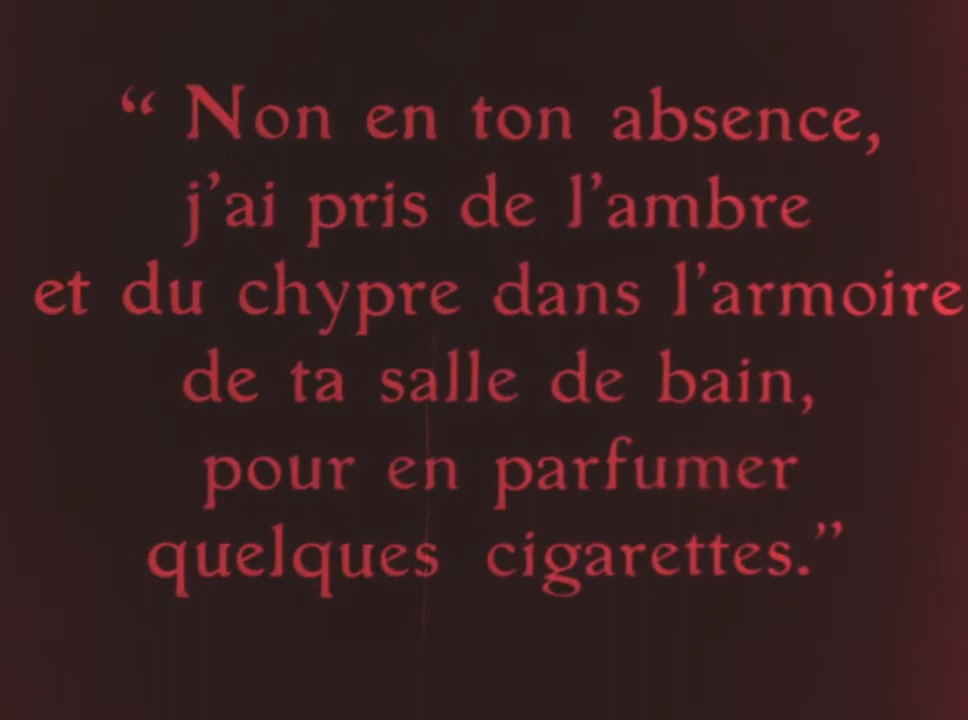 “ Non en ton absence,
j’ai pris de l’ambre
et du chypre dans l’armoire
de ta salle de bain,
pour en parfumer
quelques cigarettes.”